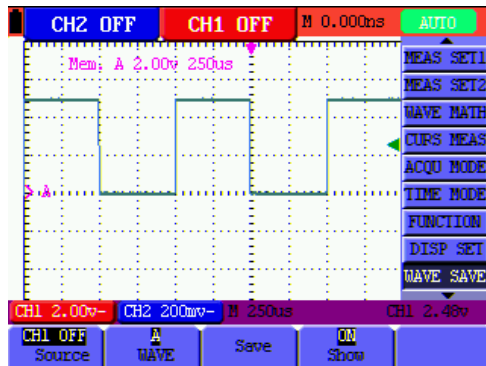 CH2 OFF
CH1 OFF
M 0.000ns
AUTO
Mem. A 2.00v 250us
MEAS SET1
MEAS SET2
WAVE MATH
CURS MEAS
ACQU MODE
TIME MODE
FUNCTION
DISP SET
WAVE SAVE
A
CH1 2.00v-
CH2 200mv-
M 250us
CH1 2.48v
CH1 OFF
Source
A
WAVE
Save
ON
Show